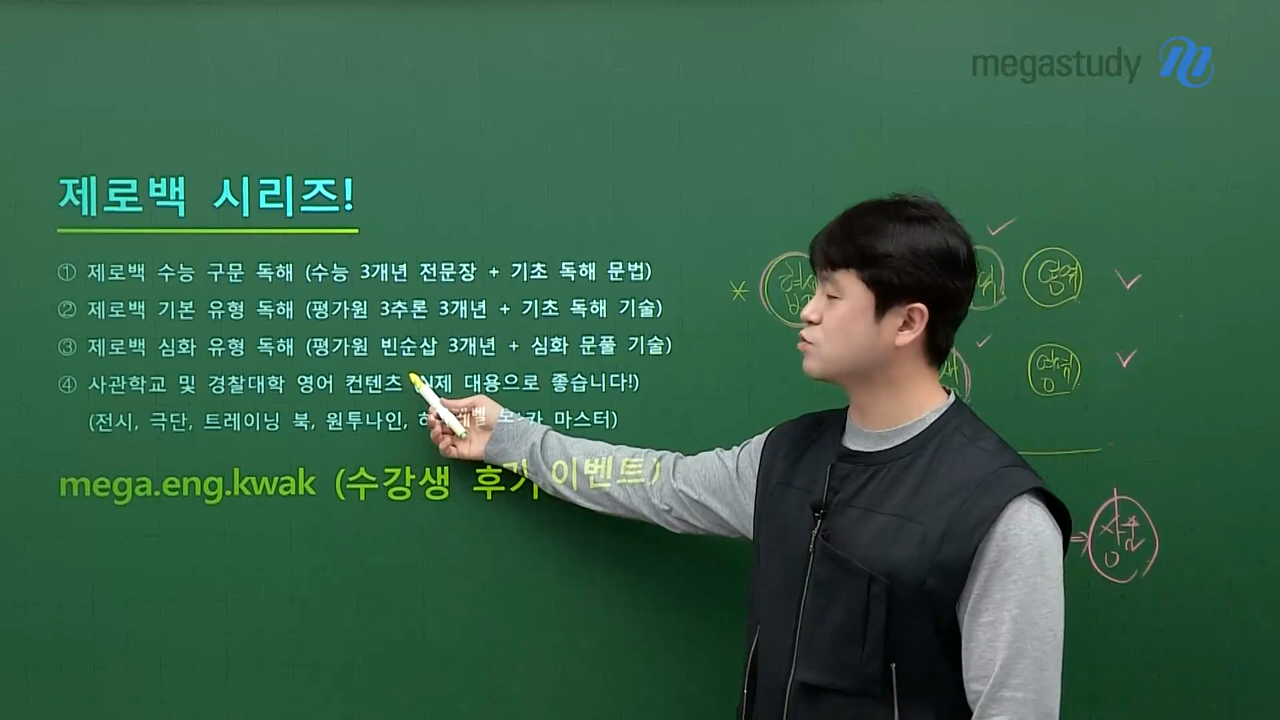 megastudy
제로백 시리즈!
① 제로백 수능 구문 독해 (수능 3개년 전문장 + 기초 독해 문법)
② 제로백 기본 유형 독해 (평가원 3추론 3개년 + 기초 독해 기술)
③ 제로백 심화 유형 독해 (평가원 빈순삽 3개년 + 심화 문풀 기술)
④ 사관학교 및 경찰대학 영어 컨텐츠 대용으로 좋습니다!)
(전시, 극단, 트레이닝 북, 원투나인, 마스터)
mega.eng.kwak (수강생 후기 이벤트)